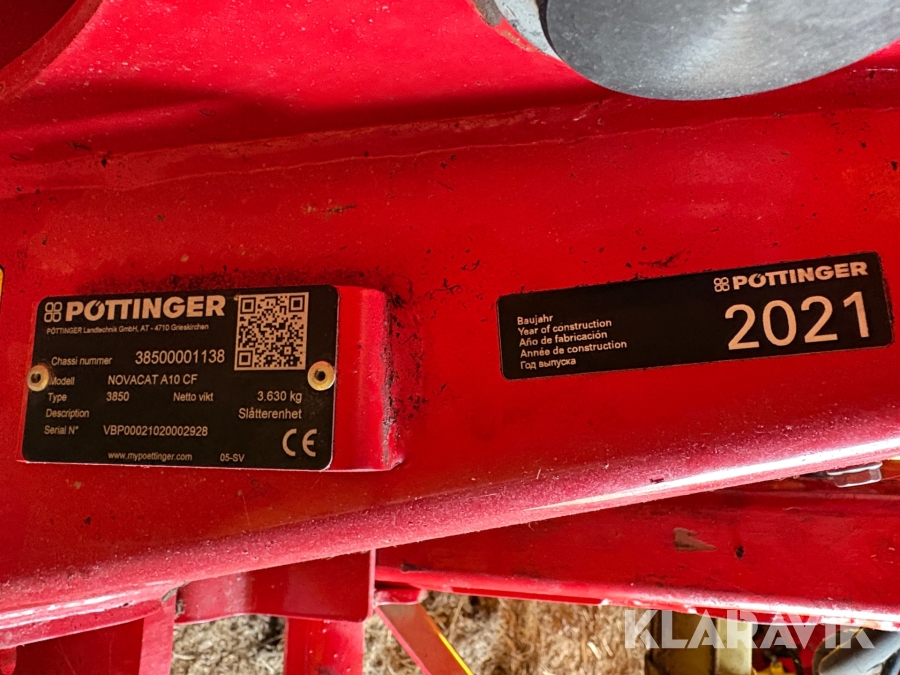 PÖTTINGER
PÖTTINGER Landtechnik GmbH, AT - 4710 Grieskirchen
Chassi nummer 38500001138
Modell NOVACAT A10 CF
Type 3850 Netto vikt 3.630 kg
Description Slåtterenhet
Serial N° VBP00021020002928
CE
www.mypoettinger.com 05-SV
PÖTTINGER
Baujahr
Year of construction
Año de fabricación
Année de construction
Год выпуска
2021
KLARAVIK